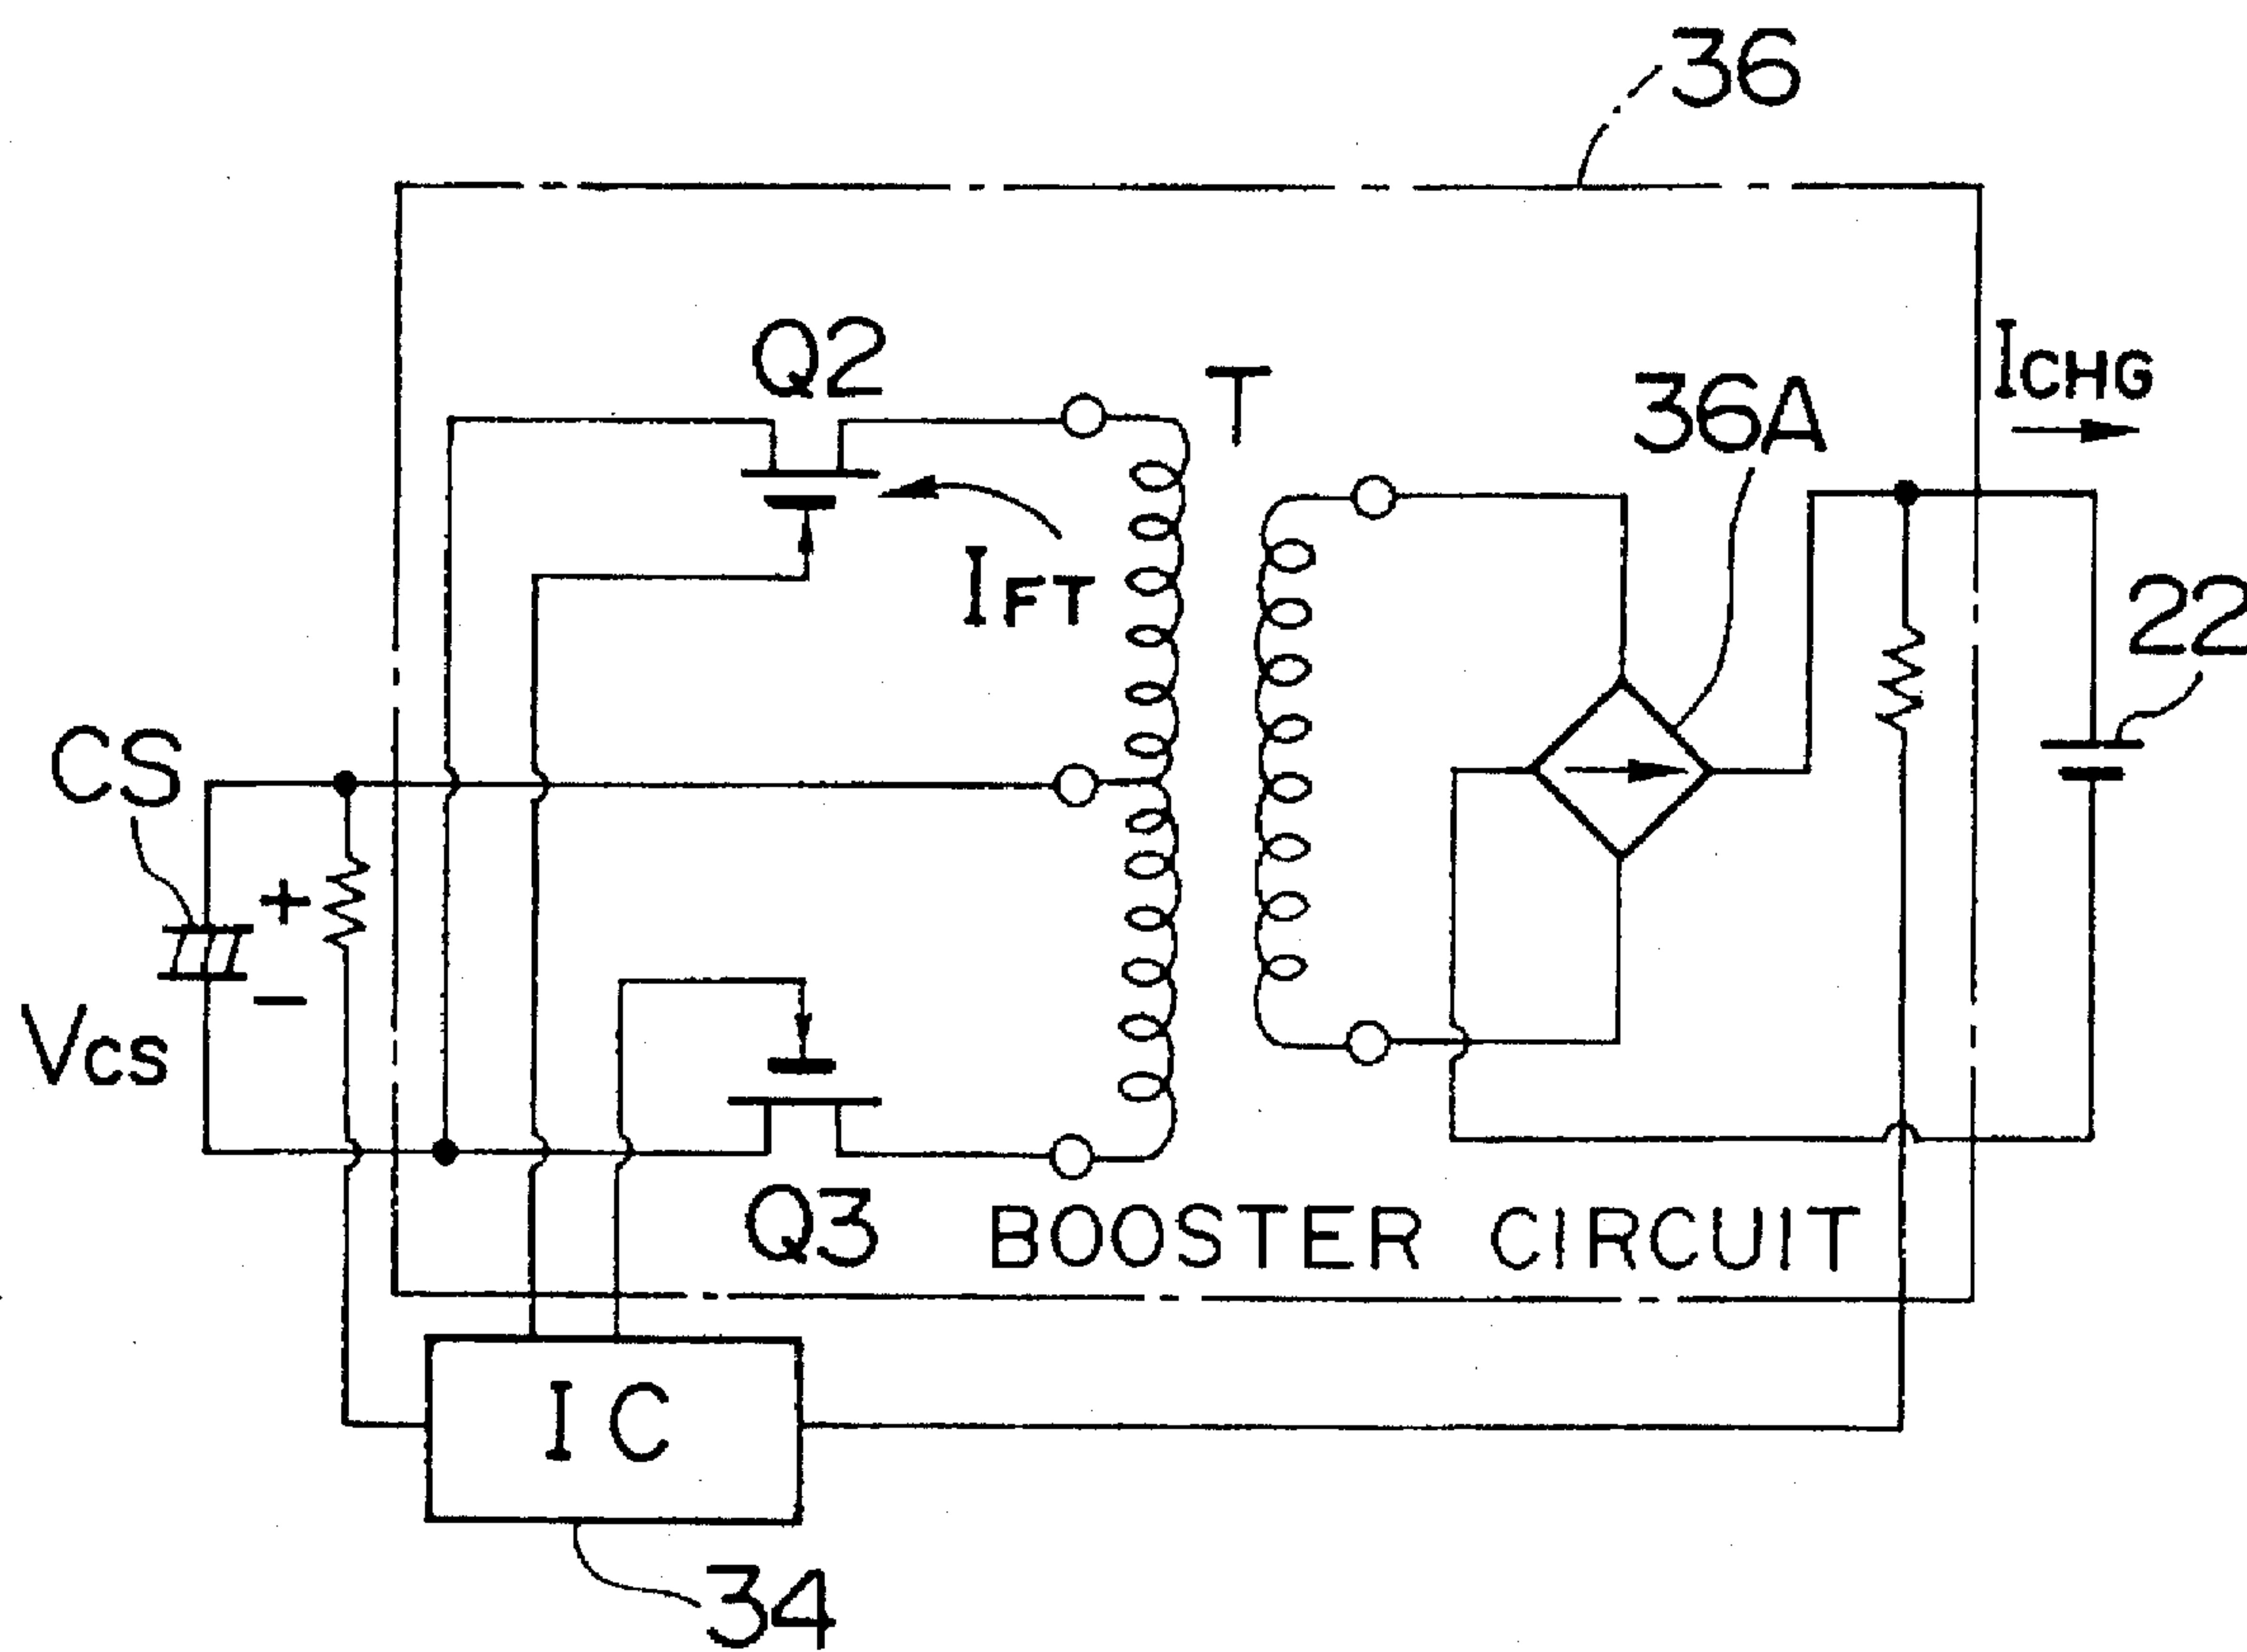 36
Q2
T
36A
ICHG
IFT
22
CS
+
−
VCS
Q3
BOOSTER CIRCUIT
IC
34